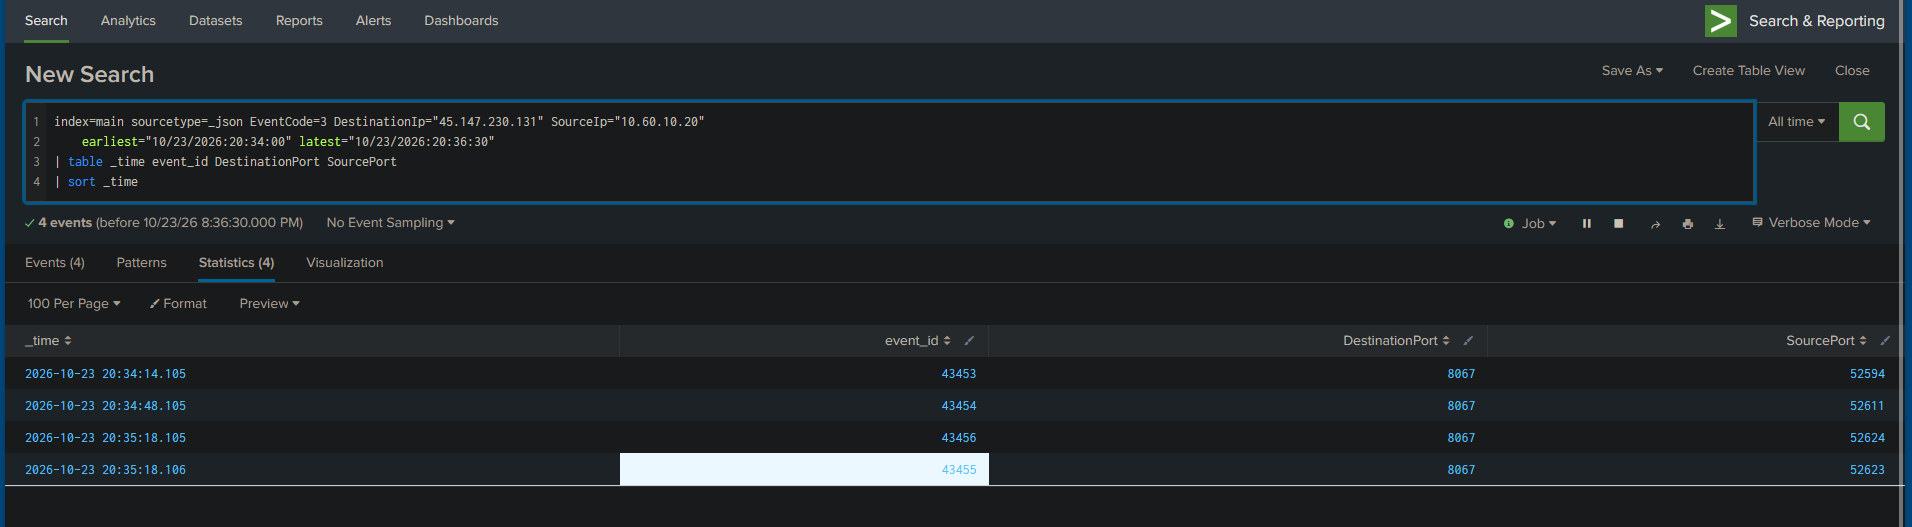 Search Analytics Datasets Reports Alerts Dashboards > Search & Reporting
New Search Save As Create Table View Close
1 index=main sourcetype=_json EventCode=3 DestinationIp="45.147.230.131" SourceIp="10.60.10.20" All time
2 earliest="10/23/2026:20:34:00" latest="10/23/2026:20:36:30"
3 | table _time event_id DestinationPort SourcePort
4 | sort _time
4 events (before 10/23/26 8:36:30.000 PM) No Event Sampling Job Verbose Mode
Events (4) Patterns Statistics (4) Visualization
100 Per Page Format Preview
_time event_id DestinationPort SourcePort
2026-10-23 20:34:14.105 43453 8067 52594
2026-10-23 20:34:48.105 43454 8067 52611
2026-10-23 20:35:18.105 43456 8067 52624
2026-10-23 20:35:18.106 43455 8067 52623